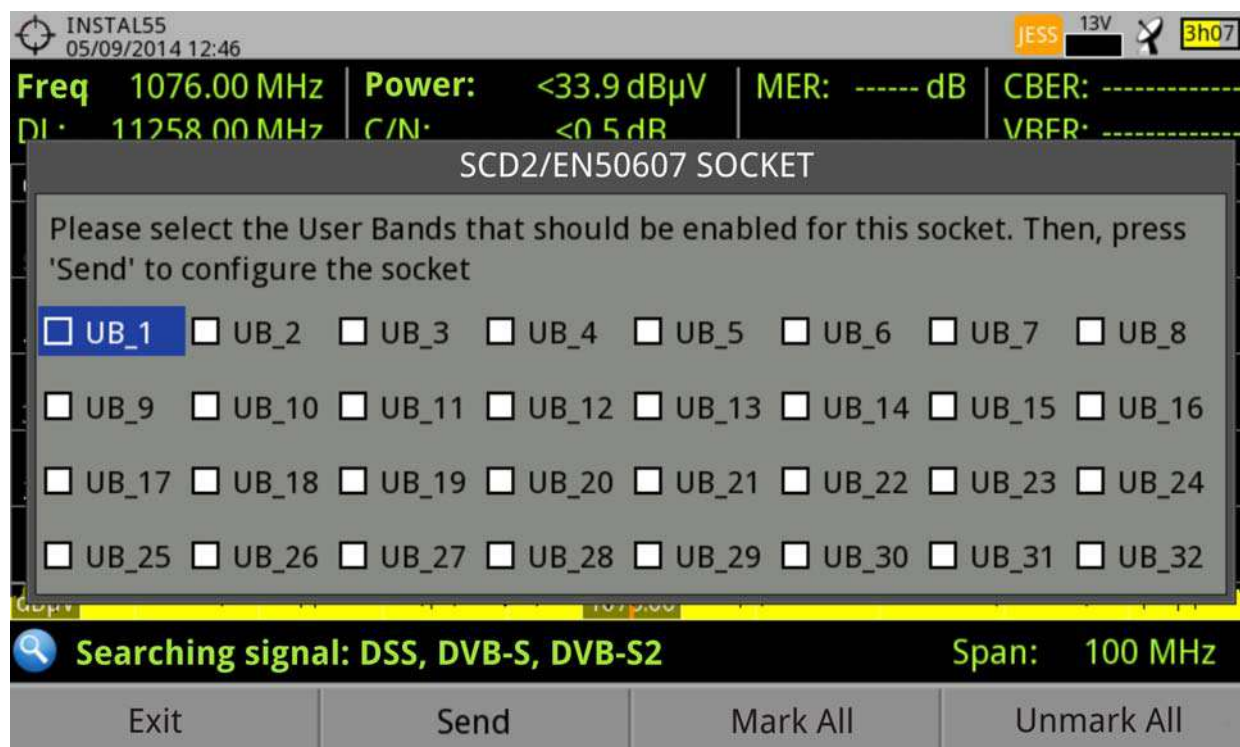 INSTAL55
05/09/2014 12:46
JESS 13V 3h07
Freq 1076.00 MHz Power: <33.9 dBµV MER: ------ dB CBER: -------------
DL: 11258.00 MHz C/N: <0.5 dB VBER: -------------
SCD2/EN50607 SOCKET
Please select the User Bands that should be enabled for this socket. Then, press
'Send' to configure the socket
UB_1 UB_2 UB_3 UB_4 UB_5 UB_6 UB_7 UB_8
UB_9 UB_10 UB_11 UB_12 UB_13 UB_14 UB_15 UB_16
UB_17 UB_18 UB_19 UB_20 UB_21 UB_22 UB_23 UB_24
UB_25 UB_26 UB_27 UB_28 UB_29 UB_30 UB_31 UB_32
dBµV 1076.00
Searching signal: DSS, DVB-S, DVB-S2 Span: 100 MHz
Exit Send Mark All Unmark All